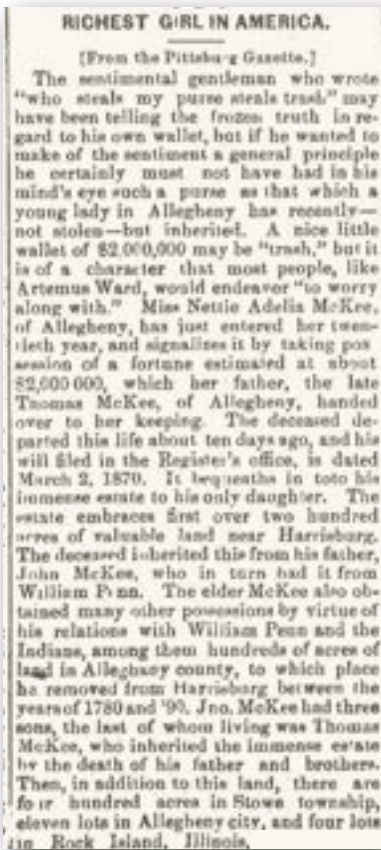 RICHEST GIRL IN AMERICA.
[From the Pittsburg Gazette.]
The sentimental gentleman who wrote
"who steals my purse steals trash," may
have been telling the frozen truth in re-
gard to his own wallet, but if he wanted to
make of the sentiment a general principle
he certainly must not have had in his
mind's eye such a purse as that which a
young lady in Allegheny has recently—
not stolen—but inherited. A nice little
wallet of $2,000,000 may be "trash," but it
is of a character that most people, like
Artemus Ward, would endeavor "to worry
along with." Miss Nettie Adelia McKee,
of Allegheny, has just entered her twen-
tieth year, and signalizes it by taking pos
session of a fortune estimated at about
$2,000 000, which her father, the late
Thomas McKee, of Allegheny, handed
over to her keeping. The deceased de-
parted this life about ten days ago, and his
will filed in the Register's office, is dated
March 2, 1870. It bequeaths in toto his
immense estate to his only daughter. The
estate embraces first over two hundred
acres of valuable land near Harrisburg.
The deceased inherited this from his father,
John McKee, who in turn had it from
William Penn. The elder McKee also ob-
tained many other possessions by virtue of
his relations with William Penn and the
Indians, among them hundreds of acres of
land in Allegheny county, to which place
he removed from Harrisburg between the
years of 1780 and '90. Jno. McKee had three
sons, the last of whom living was Thomas
McKee, who inherited the immense estate
by the death of his father and brothers.
Then, in addition to this land, there are
four hundred acres in Stowe township,
eleven lots in Allegheny city, and four lots
in Rock Island, Illinois,